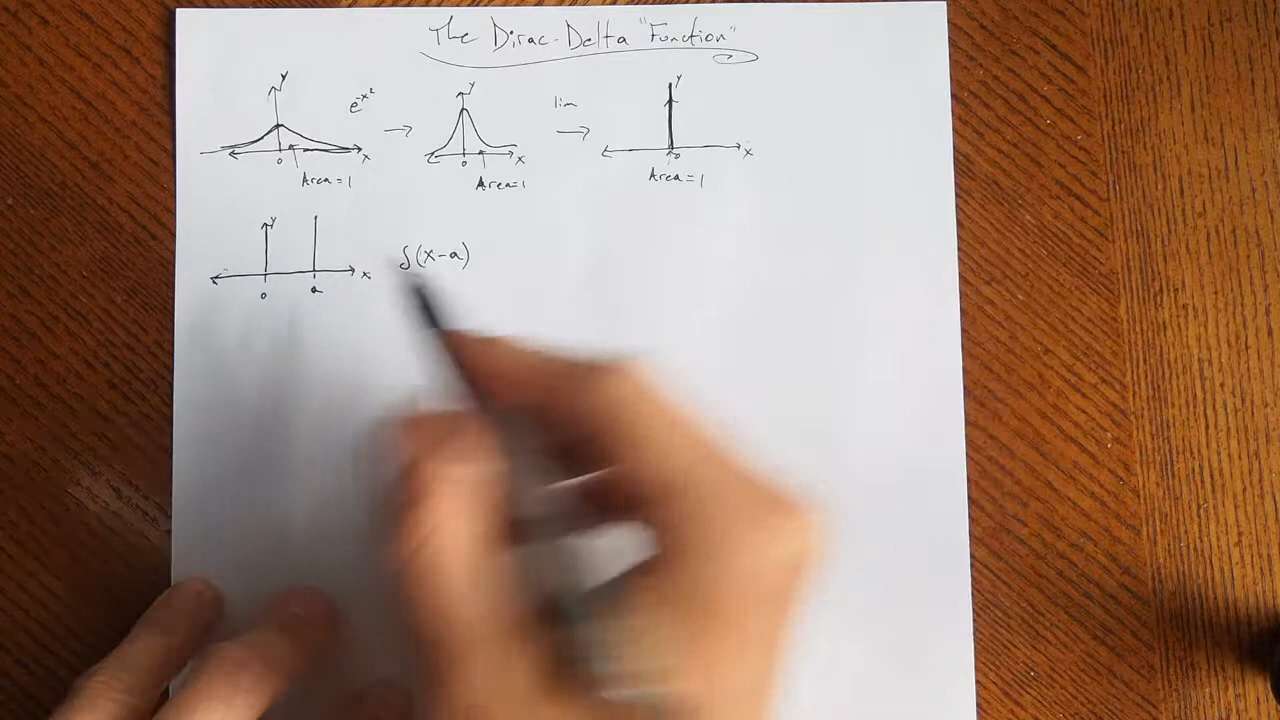 The Dirac-Delta "Function"
y e^-x² y lim y
→ →
0 x 0 x 0 x
Area=1 Area=1 Area=1
y δ(x-a)
x
0 a